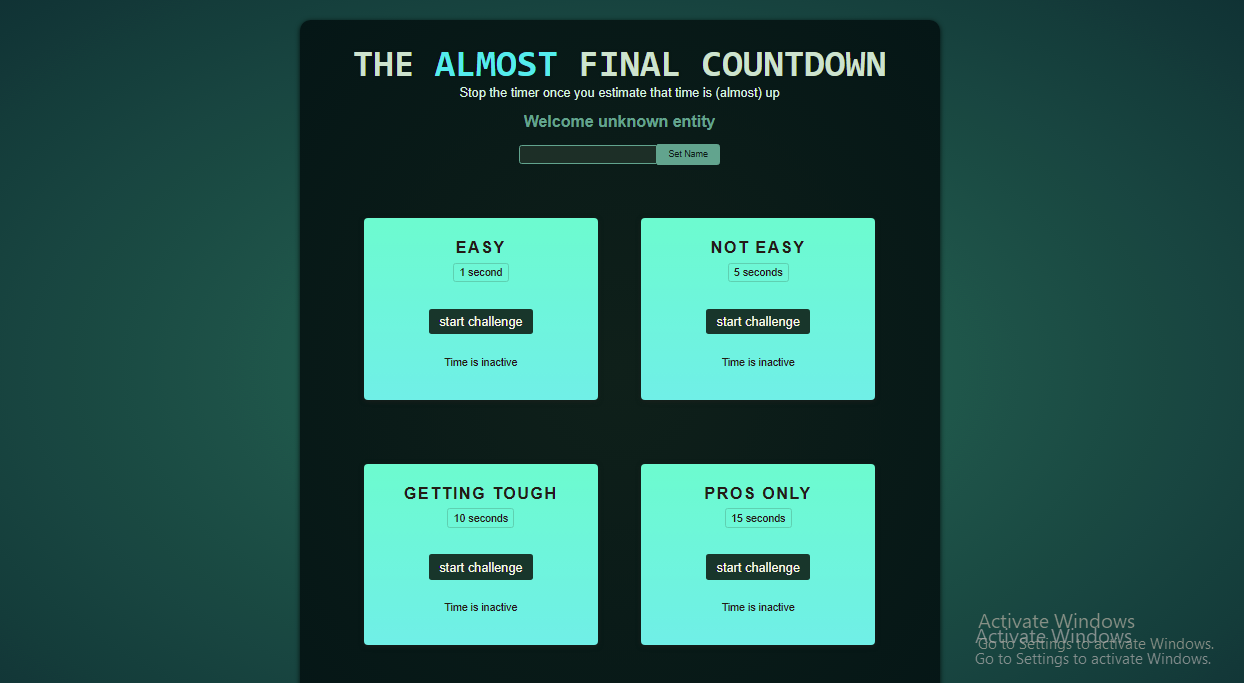 THE ALMOST FINAL COUNTDOWN
Stop the timer once you estimate that time is (almost) up
Welcome unknown entity
Set Name
EASY
1 second
start challenge
Time is inactive
NOT EASY
5 seconds
start challenge
Time is inactive
GETTING TOUGH
10 seconds
start challenge
Time is inactive
PROS ONLY
15 seconds
start challenge
Time is inactive
Activate Windows
Activate Windows
Go to Settings to activate Windows.
Go to Settings to activate Windows.